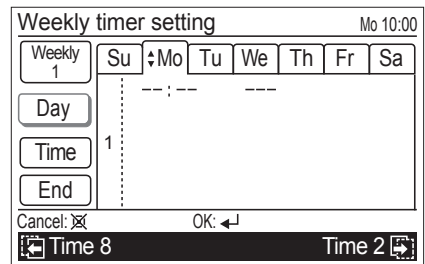 Weekly timer setting Mo 10:00
Weekly
1
Su Mo Tu We Th Fr Sa
--:-- ---
Day
Time
1
End
Cancel: OK:
Time 8 Time 2